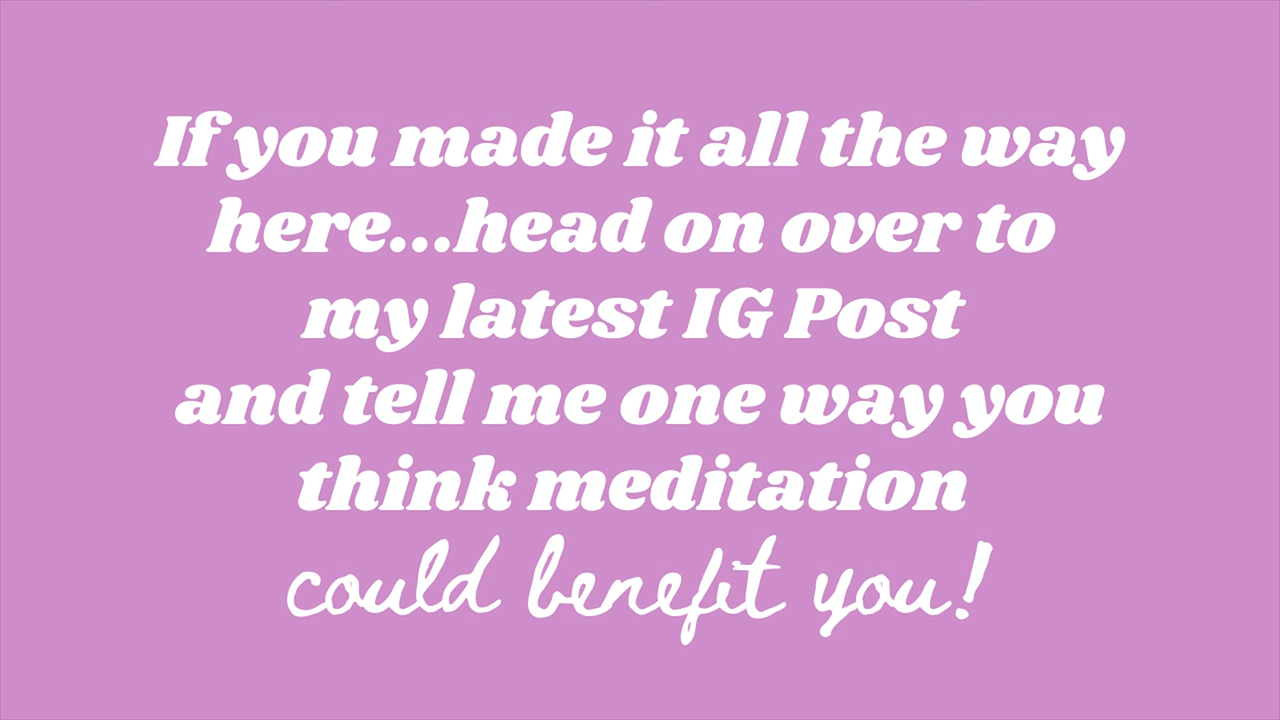 If you made it all the way
here...head on over to
my latest IG Post
and tell me one way you
think meditation
could benefit you!